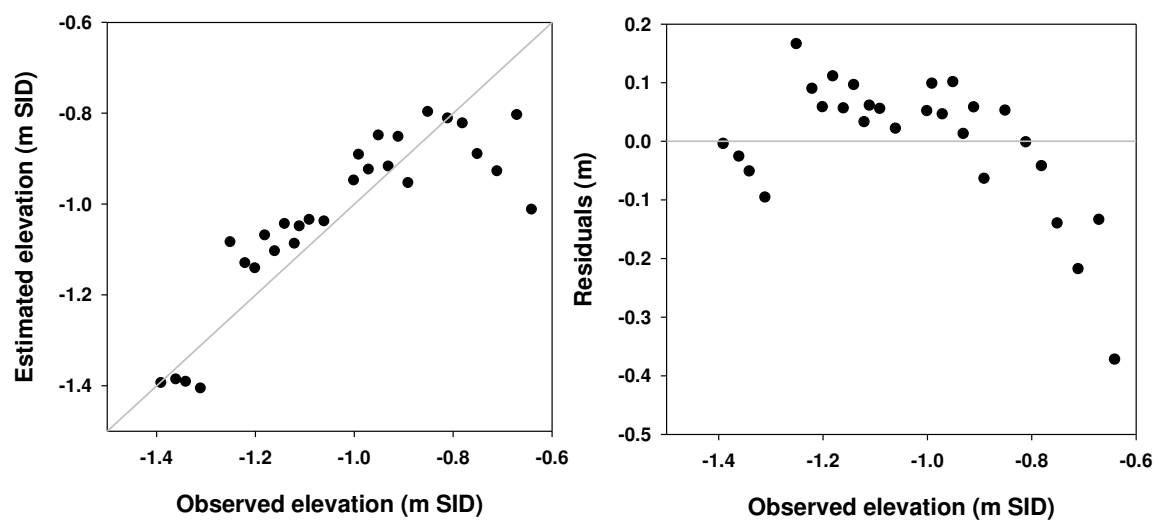 Estimated elevation (m SID)
-0.6
-0.8
-1.0
-1.2
-1.4
-1.4 -1.2 -1.0 -0.8 -0.6
Observed elevation (m SID)
Residuals (m)
0.2
0.1
0.0
-0.1
-0.2
-0.3
-0.4
-0.5
-1.4 -1.2 -1.0 -0.8 -0.6
Observed elevation (m SID)